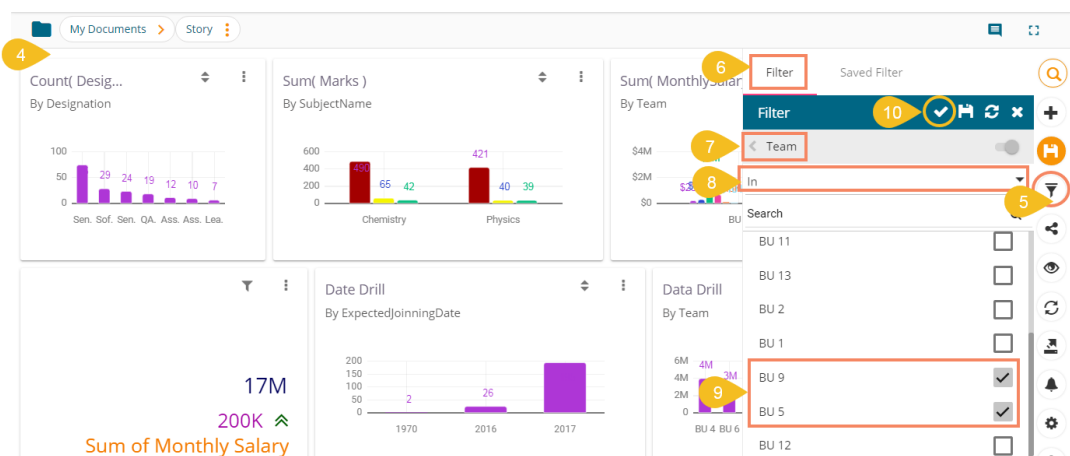 My Documents
Story
4
Count( Desig...
By Designation
100
50
0
29
24
19
12
10
7
Sen. Sof. Sen. QA. Ass. Ass. Lea.
Sum( Marks )
By SubjectName
600
400
200
0
490
65
42
421
40
39
Chemistry
Physics
Sum( MonthlySalar
By Team
$4M
$2M
$0
BU
17M
200K
Sum of Monthly Salary
Date Drill
By ExpectedJoinningDate
200
150
100
50
0
2
26
1970
2016
2017
Data Drill
By Team
6M
4M
2M
0
4M
3M
BU 4 BU 6
6
Filter
Saved Filter
Filter
10
7
Team
8
In
5
Search
BU 11
BU 13
BU 2
BU 1
BU 9
9
BU 5
BU 12